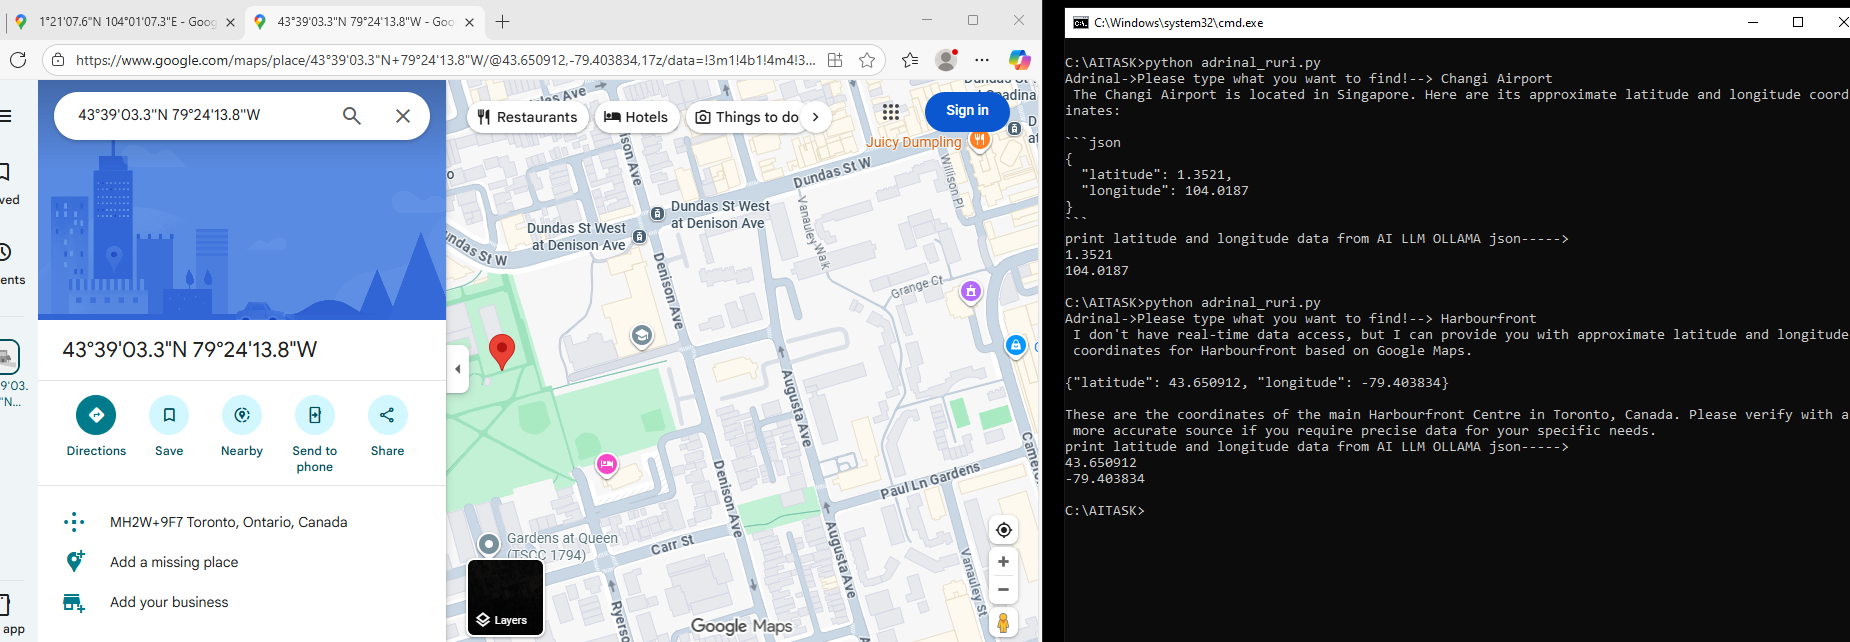 1°21'07.6"N 104°01'07.3"E - Goog
43°39'03.3"N 79°24'13.8"W - Goo
https://www.google.com/maps/place/43°39'03.3"N+79°24'13.8"W/@43.650912,-79.403834,17z/data=!3m1!4b1!4m4!3...
43°39'03.3"N 79°24'13.8"W
Restaurants
Hotels
Things to do
Sign in
ved
ents
9'03.
"N...
app
43°39'03.3"N 79°24'13.8"W
Directions
Save
Nearby
Send to
phone
Share
MH2W+9F7 Toronto, Ontario, Canada
Add a missing place
Add your business
les Ave
Dundas St
Spadina
Juicy Dumpling
Denison Ave
Dundas St W
Willison Pl
Dundas St West
at Denison Ave
Dundas St West
at Denison Ave
undas St W
Vanauley Walk
Denison Ave
Grange Ct
Augusta Ave
Denison Ave
Paul Ln Gardens
Gardens at Queen
(TSCC 1794)
Carr St
Augusta Ave
Vanauley St
Ryerson
Layers
Google Maps
C:\Windows\system32\cmd.exe
C:\AITASK>python adrinal_ruri.py
Adrinal->Please type what you want to find!--> Changi Airport
The Changi Airport is located in Singapore. Here are its approximate latitude and longitude coord
inates:
```json
{
"latitude": 1.3521,
"longitude": 104.0187
}
```
print latitude and longitude data from AI LLM OLLAMA json----->
1.3521
104.0187
C:\AITASK>python adrinal_ruri.py
Adrinal->Please type what you want to find!--> Harbourfront
I don't have real-time data access, but I can provide you with approximate latitude and longitude
coordinates for Harbourfront based on Google Maps.
{"latitude": 43.650912, "longitude": -79.403834}
These are the coordinates of the main Harbourfront Centre in Toronto, Canada. Please verify with a
more accurate source if you require precise data for your specific needs.
print latitude and longitude data from AI LLM OLLAMA json----->
43.650912
-79.403834
C:\AITASK>